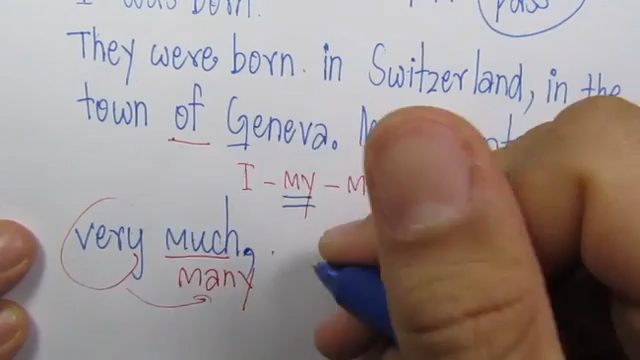 I was born.
pass
They were born. in Switzerland, in the
town of Geneva.
I - my - M
very much,
many